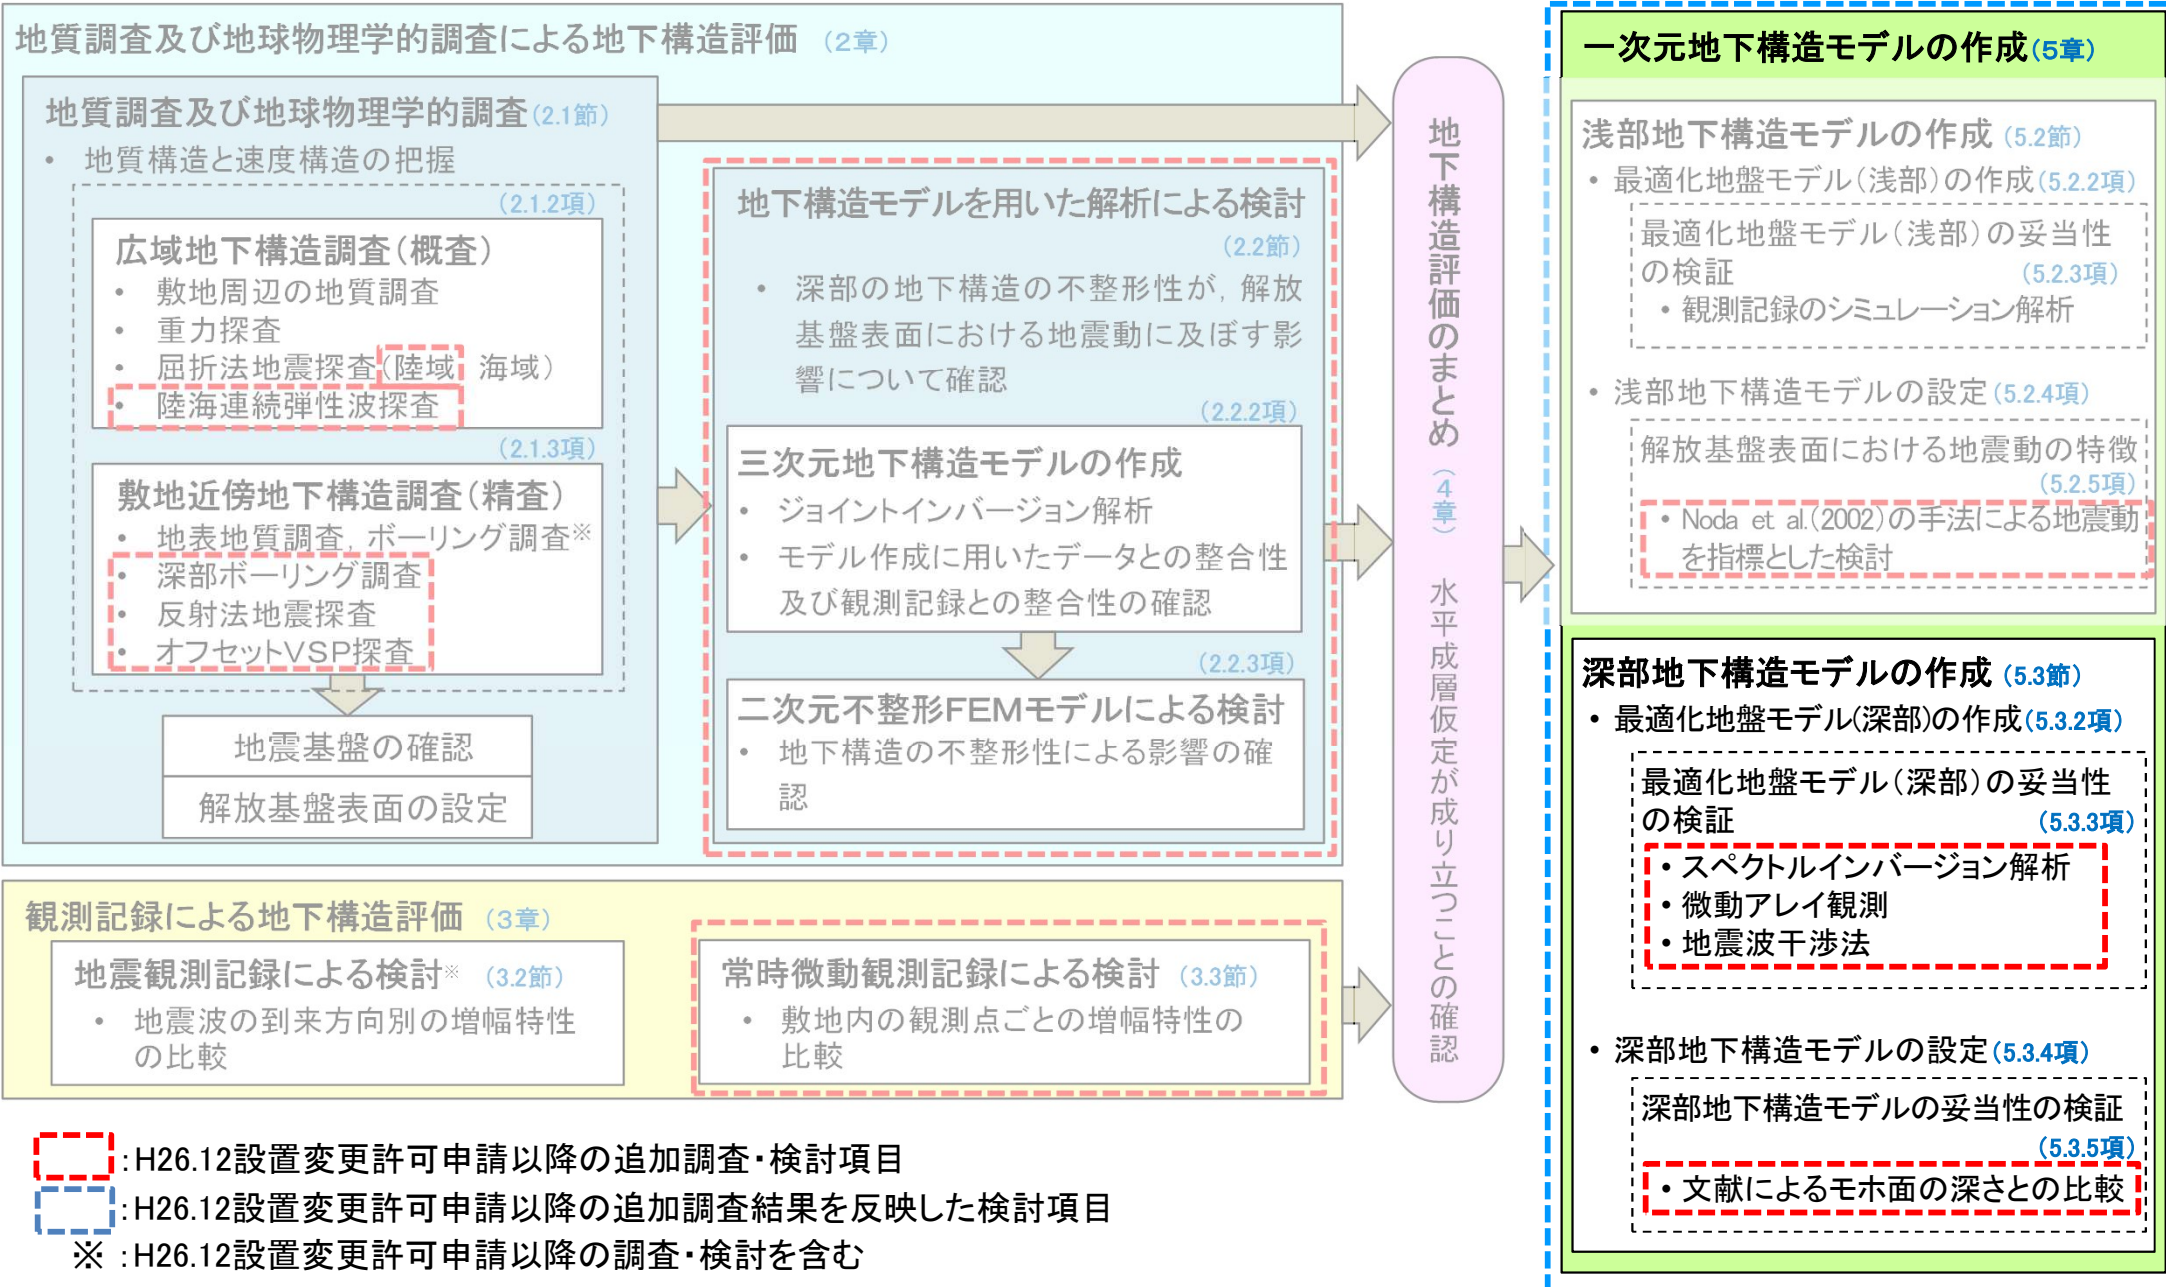 地質調査及び地球物理学的調査による地下構造評価 （2章）
地質調査及び地球物理学的調査（2.1節）
• 地質構造と速度構造の把握
（2.1.2項）
広域地下構造調査（概査）
• 敷地周辺の地質調査
• 重力探査
• 屈折法地震探査（陸域 海域）
• 陸海連続弾性波探査
（2.1.3項）
敷地近傍地下構造調査（精査）
• 地表地質調査，ボーリング調査※
• 深部ボーリング調査
• 反射法地震探査
• オフセットVSP探査
地震基盤の確認
解放基盤表面の設定
地下構造モデルを用いた解析による検討
（2.2節）
• 深部の地下構造の不整形性が，解放
基盤表面における地震動に及ぼす影
響について確認
（2.2.2項）
三次元地下構造モデルの作成
• ジョイントインバージョン解析
• モデル作成に用いたデータとの整合性
及び観測記録との整合性の確認
（2.2.3項）
二次元不整形FEMモデルによる検討
• 地下構造の不整形性による影響の確
認
観測記録による地下構造評価 （3章）
地震観測記録による検討※ （3.2節）
• 地震波の到来方向別の増幅特性
の比較
常時微動観測記録による検討 （3.3節）
• 敷地内の観測点ごとの増幅特性の
比較
地下構造評価のまとめ（4章） 水平成層仮定が成り立つことの確認
一次元地下構造モデルの作成（5章）
浅部地下構造モデルの作成（5.2節）
• 最適化地盤モデル（浅部）の作成（5.2.2項）
最適化地盤モデル（浅部）の妥当性
の検証 （5.2.3項）
• 観測記録のシミュレーション解析
• 浅部地下構造モデルの設定（5.2.4項）
解放基盤表面における地震動の特徴
（5.2.5項）
• Noda et al.(2002)の手法による地震動
を指標とした検討
深部地下構造モデルの作成（5.3節）
• 最適化地盤モデル(深部)の作成（5.3.2項）
最適化地盤モデル（深部）の妥当性
の検証 （5.3.3項）
• スペクトルインバージョン解析
• 微動アレイ観測
• 地震波干渉法
• 深部地下構造モデルの設定（5.3.4項）
深部地下構造モデルの妥当性の検証
（5.3.5項）
• 文献によるモホ面の深さとの比較
：H26.12設置変更許可申請以降の追加調査・検討項目
：H26.12設置変更許可申請以降の追加調査結果を反映した検討項目
※ ：H26.12設置変更許可申請以降の調査・検討を含む